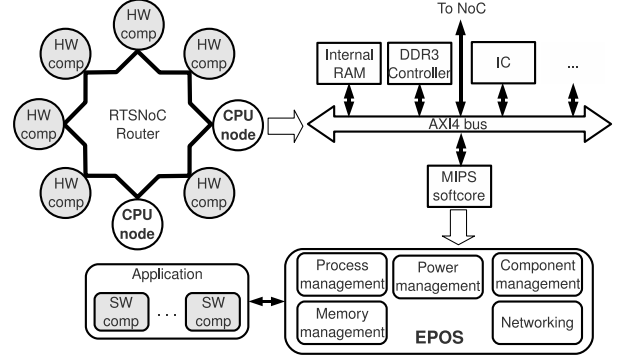 HW
comp
HW
comp
HW
comp
HW
comp
RTSNoC
Router
CPU
node
HW
comp
HW
comp
CPU
node
To NoC
Internal
RAM
DDR3
Controller
IC
...
AXI4 bus
MIPS
softcore
Application
SW
comp
. . .
SW
comp
Process
management
Power
management
Component
management
Memory
management
EPOS
Networking